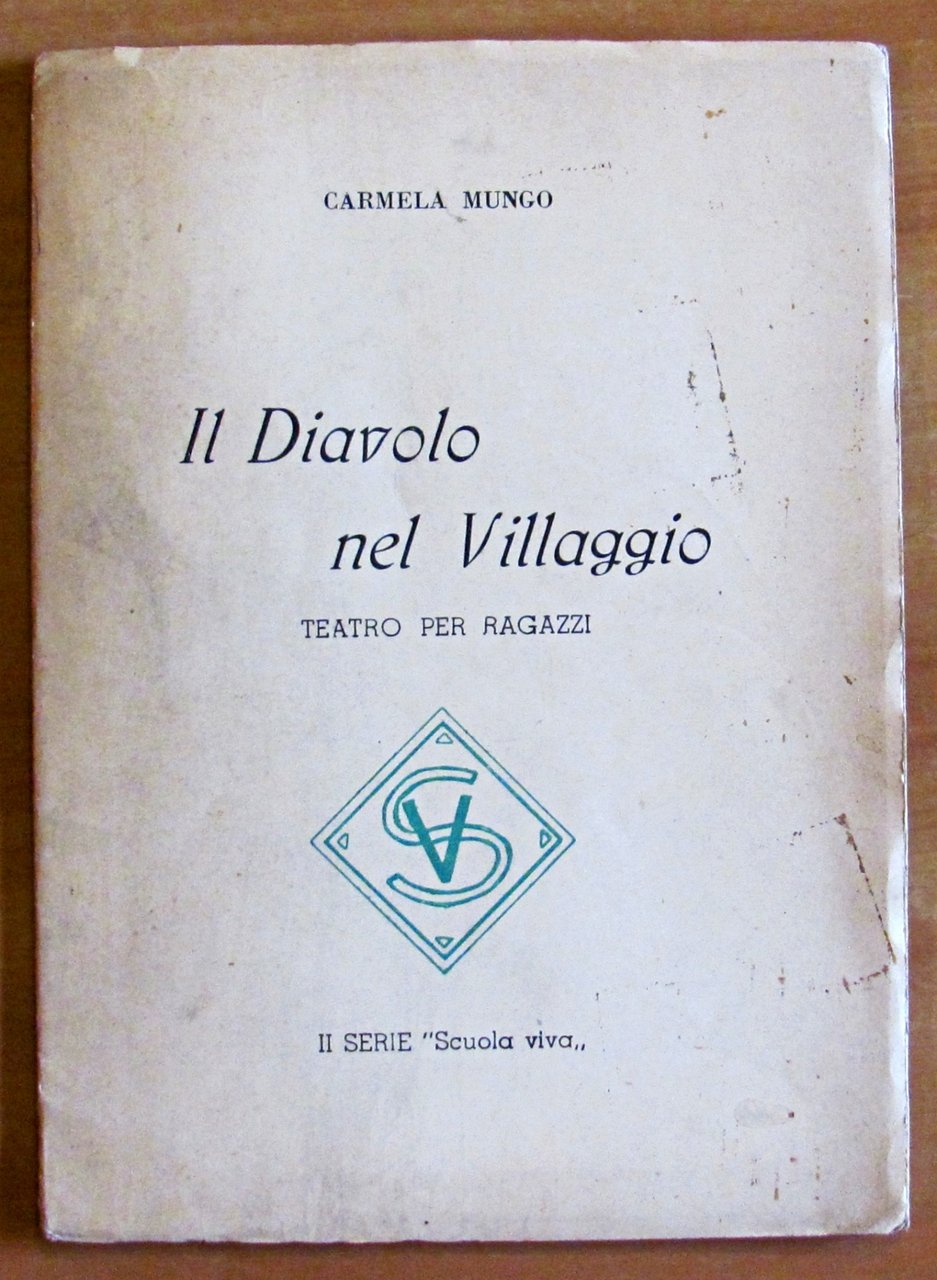 CARMELA MUNGO
Il Diavolo
nel Villaggio
TEATRO PER RAGAZZI
SV
II SERIE "Scuola viva„